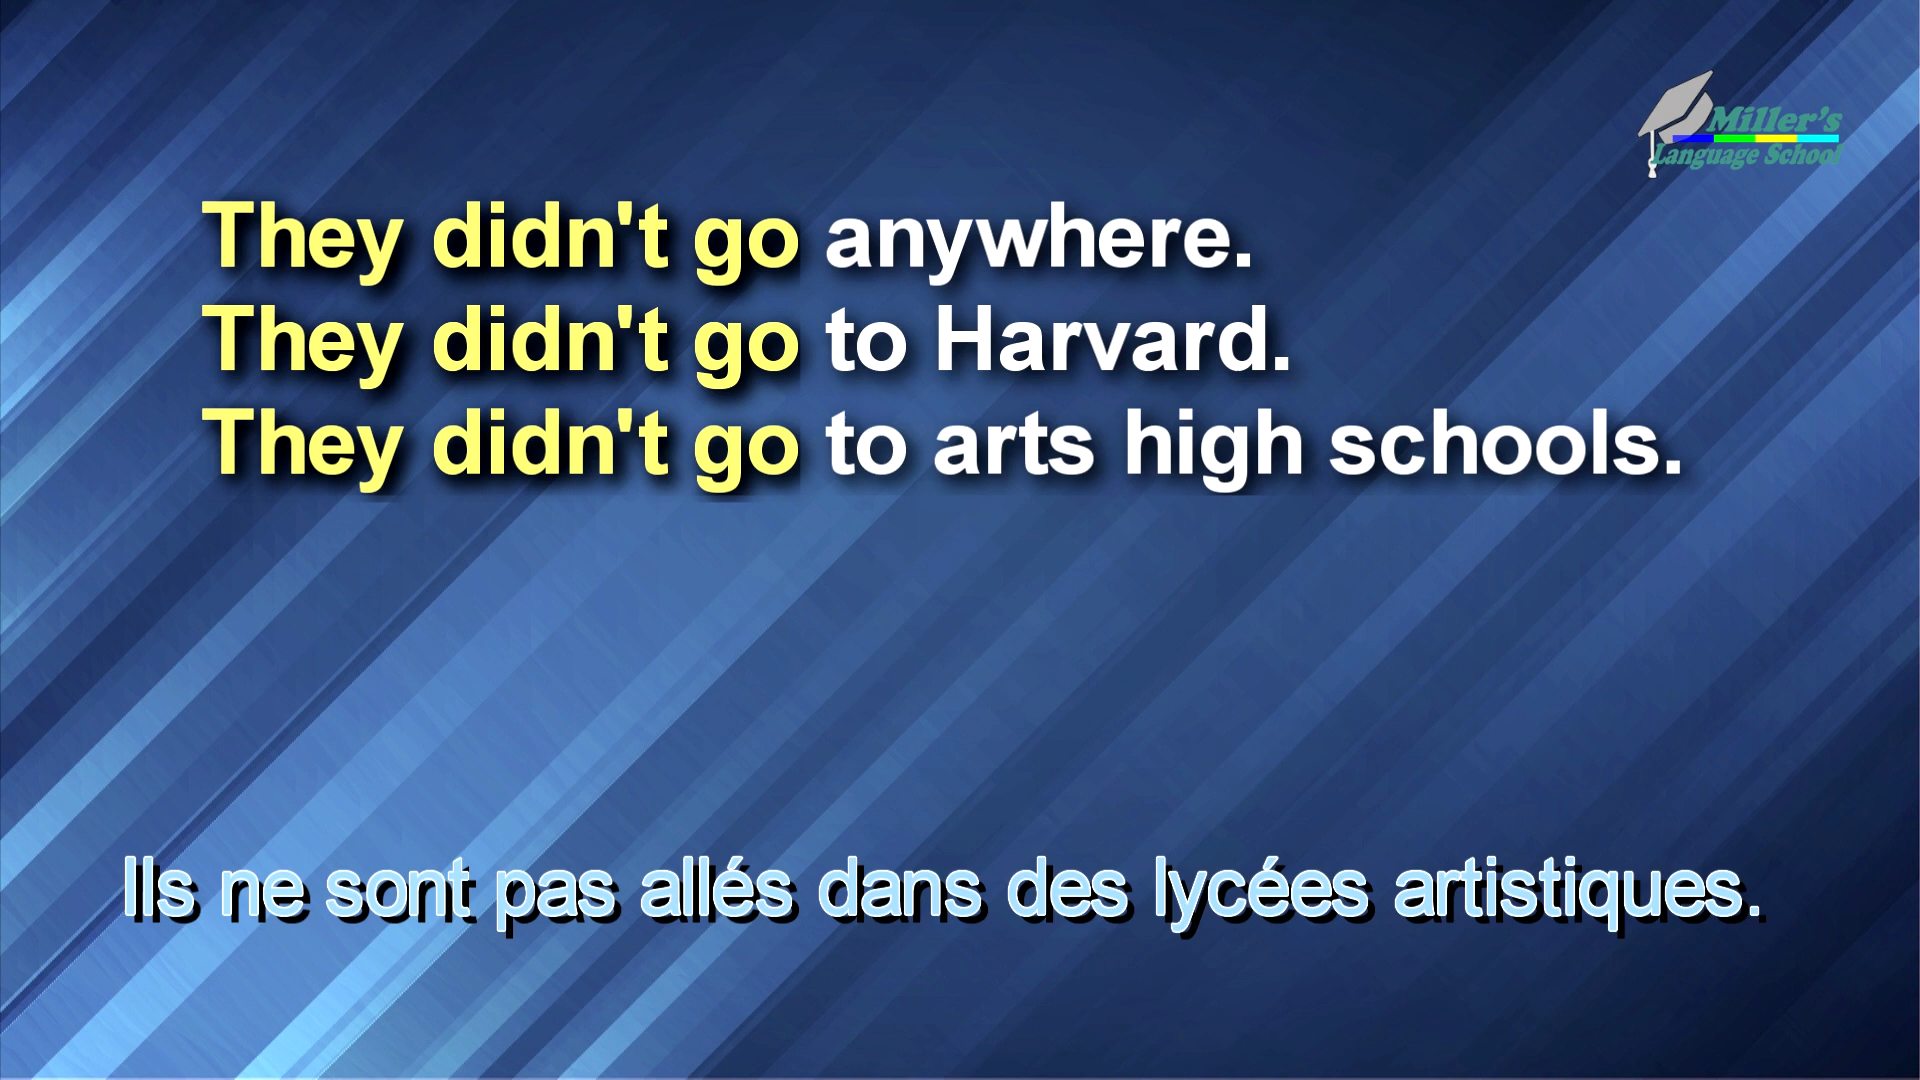 Miller's
Language School
They didn't go anywhere.
They didn't go to Harvard.
They didn't go to arts high schools.
Ils ne sont pas allés dans des lycées artistiques.